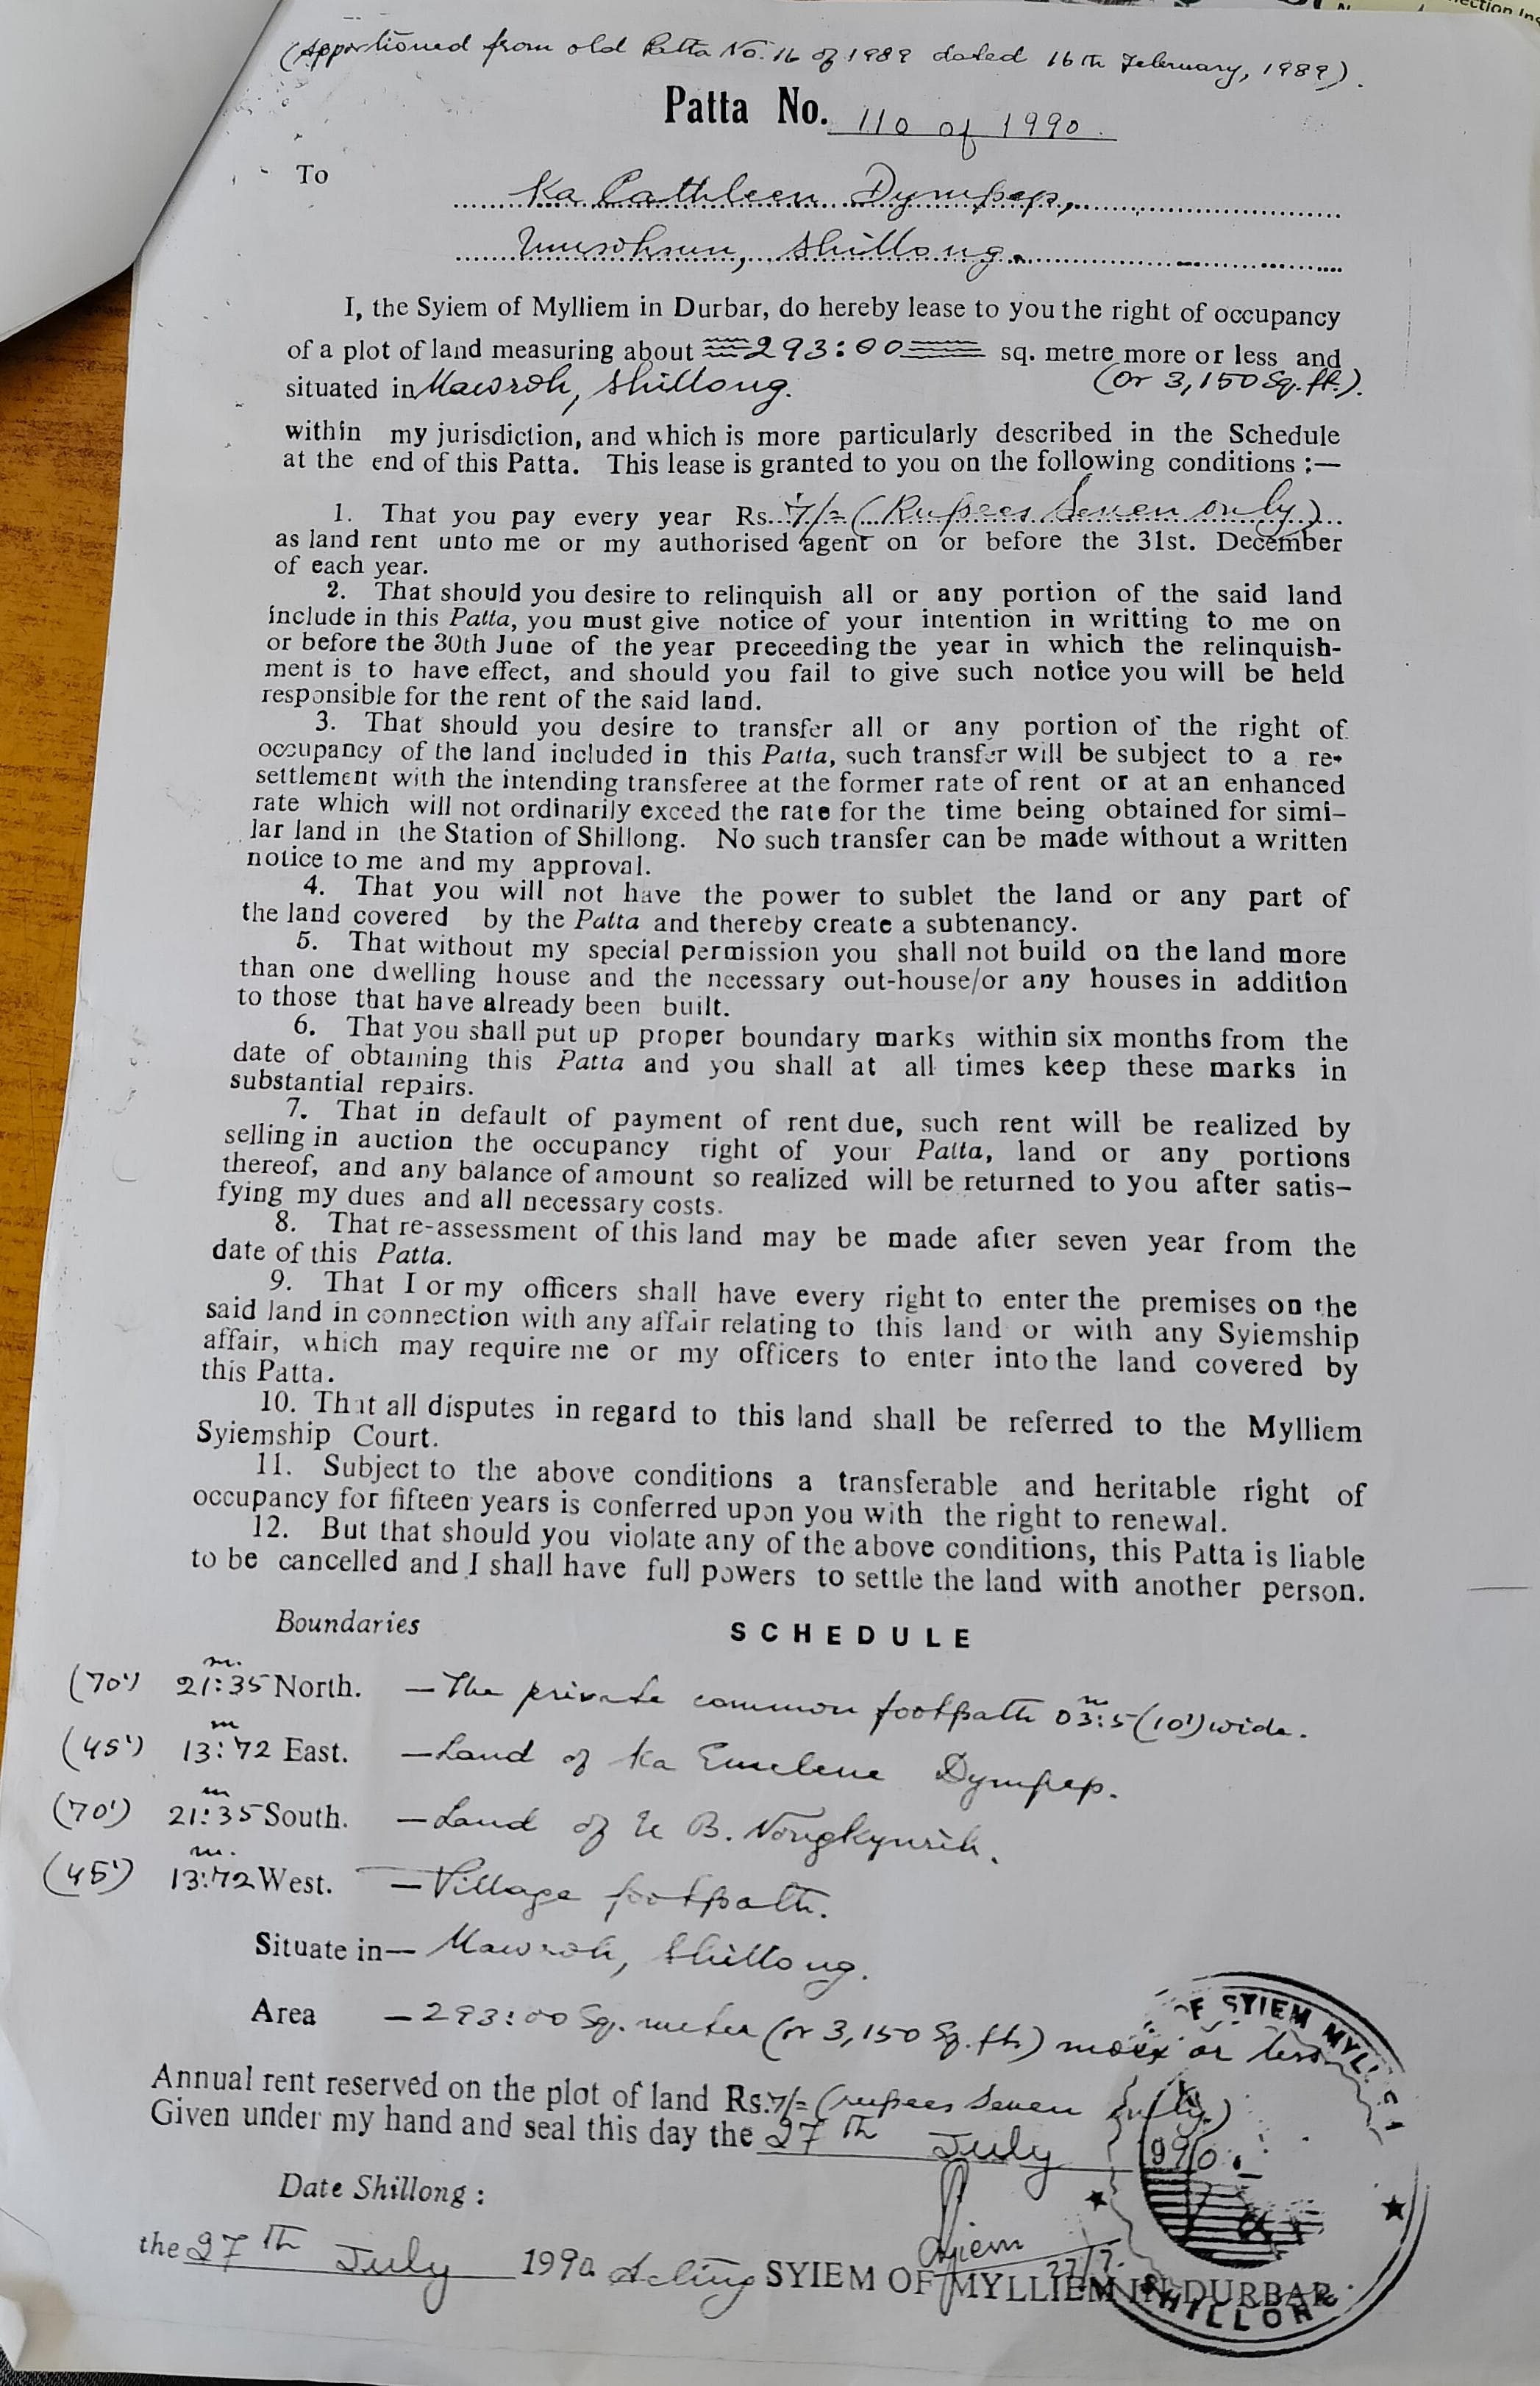 (Apportioned from old Patta No. 16 of 1989 dated 16th February, 1989).
Patta No. 110 of 1990.
To
Ka Cathleen Dympep,
Umsohsun, Shillong.
I, the Syiem of Mylliem in Durbar, do hereby lease to you the right of occupancy
of a plot of land measuring about 293:00 sq. metre more or less and
situated in Mawroh, Shillong. (or 3,150 Sq. ft.).
within my jurisdiction, and which is more particularly described in the Schedule
at the end of this Patta. This lease is granted to you on the following conditions :—
1. That you pay every year Rs. 7/= (Rupees Seven only)
as land rent unto me or my authorised agent on or before the 31st. December
of each year.
2. That should you desire to relinquish all or any portion of the said land
include in this Patta, you must give notice of your intention in writting to me on
or before the 30th June of the year preceeding the year in which the relinquish-
ment is to have effect, and should you fail to give such notice you will be held
responsible for the rent of the said land.
3. That should you desire to transfer all or any portion of the right of
occupancy of the land included in this Patta, such transfer will be subject to a re-
settlement with the intending transferee at the former rate of rent or at an enhanced
rate which will not ordinarily exceed the rate for the time being obtained for simi-
lar land in the Station of Shillong. No such transfer can be made without a written
notice to me and my approval.
4. That you will not have the power to sublet the land or any part of
the land covered by the Patta and thereby create a subtenancy.
5. That without my special permission you shall not build on the land more
than one dwelling house and the necessary out-house/or any houses in addition
to those that have already been built.
6. That you shall put up proper boundary marks within six months from the
date of obtaining this Patta and you shall at all times keep these marks in
substantial repairs.
7. That in default of payment of rent due, such rent will be realized by
selling in auction the occupancy right of your Patta, land or any portions
thereof, and any balance of amount so realized will be returned to you after satis-
fying my dues and all necessary costs.
8. That re-assessment of this land may be made after seven year from the
date of this Patta.
9. That I or my officers shall have every right to enter the premises on the
said land in connection with any affair relating to this land or with any Syiemship
affair, which may require me or my officers to enter into the land covered by
this Patta.
10. That all disputes in regard to this land shall be referred to the Mylliem
Syiemship Court.
11. Subject to the above conditions a transferable and heritable right of
occupancy for fifteen years is conferred upon you with the right to renewal.
12. But that should you violate any of the above conditions, this Patta is liable
to be cancelled and I shall have full powers to settle the land with another person.
Boundaries SCHEDULE
(70') 21:35 m. North. — The private common footpath 03:5 m (10') wide.
(45') 13:72 m East. — Land of Ka Emelene Dympep.
(70') 21:35 m South. — Land of U B. Nongkynrih.
(45') 13:72 m. West. — Village footpath.
Situate in— Mawroh, Shillong.
Area — 293:00 Sq. meter (or 3,150 Sq. ft.) more or less
Annual rent reserved on the plot of land Rs. 7/= (rupees Seven only)
Given under my hand and seal this day the 27th July 1990.
Date Shillong :
the 27th July 1990. Acting SYIEM OF MYLLIEM IN DURBAR.
Syiem
27/7.
OF SYIEM MYLLIEM
SHILLONG